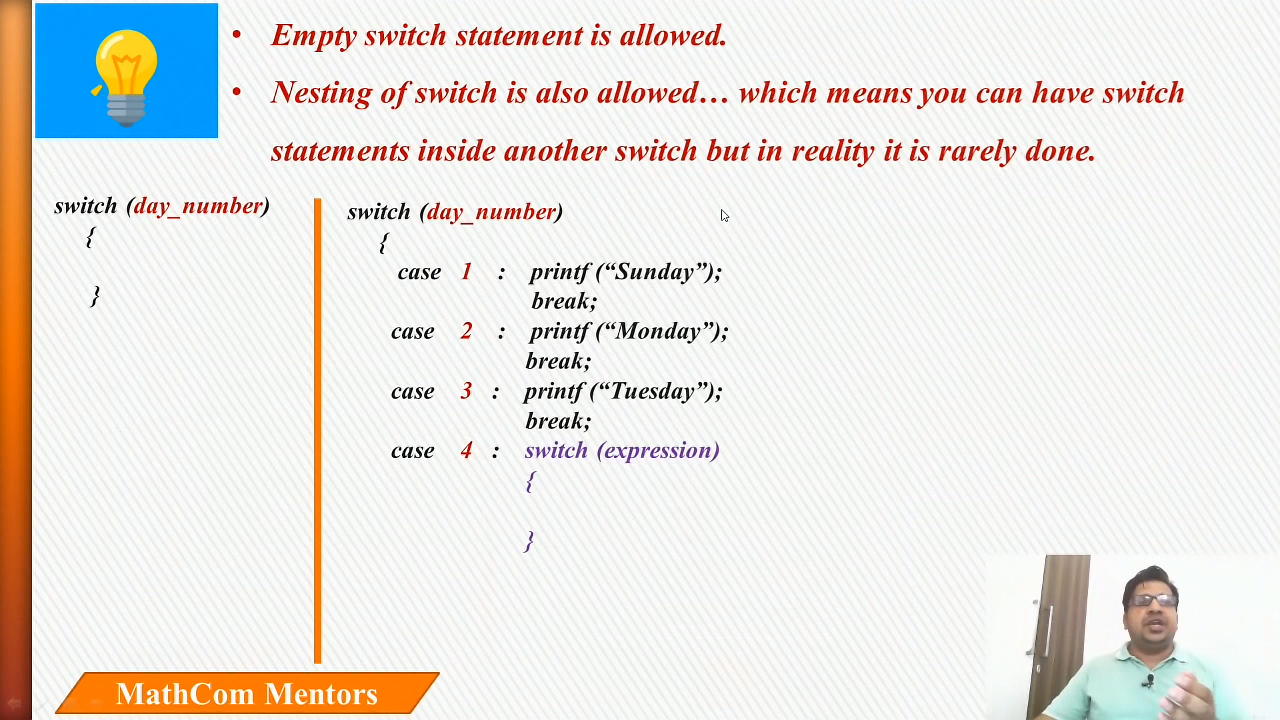 • Empty switch statement is allowed.
• Nesting of switch is also allowed… which means you can have switch
statements inside another switch but in reality it is rarely done.
switch (day_number)
{
}
switch (day_number)
{
case 1 : printf (“Sunday”);
break;
case 2 : printf (“Monday”);
break;
case 3 : printf (“Tuesday”);
break;
case 4 : switch (expression)
{
}
MathCom Mentors